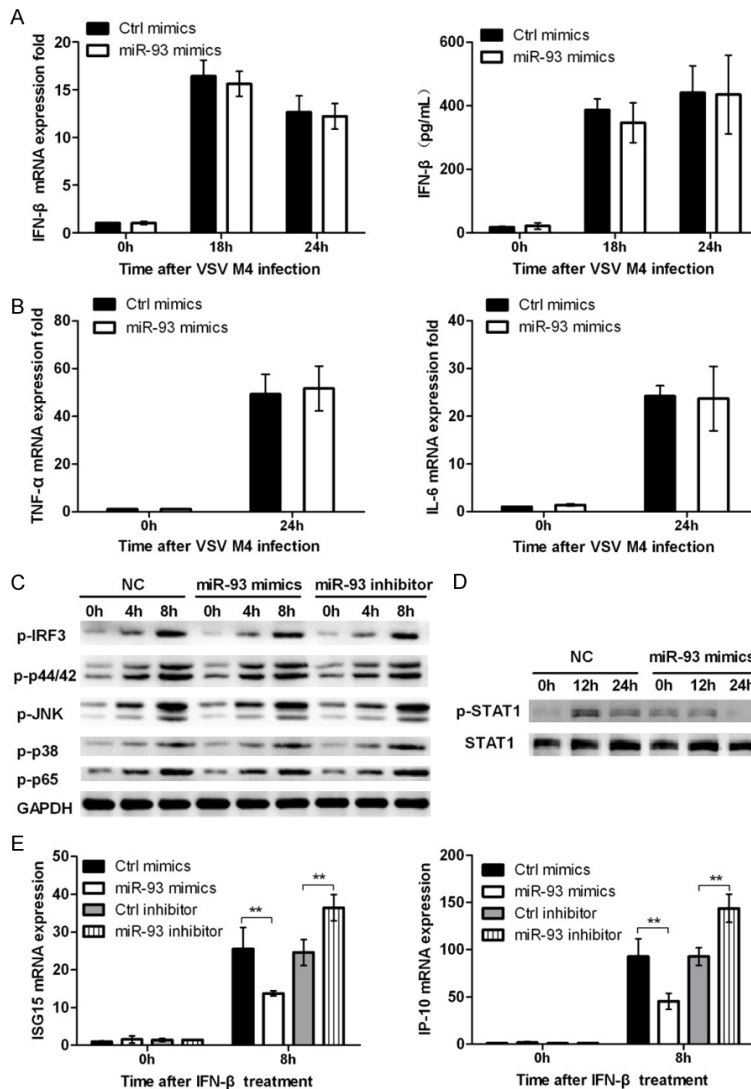 A
Ctrl mimics
miR-93 mimics
IFN-β mRNA expression fold
20
15
10
5
0
0h 18h 24h
Time after VSV M4 infection
Ctrl mimics
miR-93 mimics
IFN-β (pg/mL)
600
400
200
0
0h 18h 24h
Time after VSV M4 infection
B
Ctrl mimics
miR-93 mimics
TNF-α mRNA expression fold
80
60
40
20
0
0h 24h
Time after VSV M4 infection
Ctrl mimics
miR-93 mimics
IL-6 mRNA expression fold
40
30
20
10
0
0h 24h
Time after VSV M4 infection
C
NC miR-93 mimics miR-93 inhibitor
0h 4h 8h 0h 4h 8h 0h 4h 8h
p-IRF3
p-p44/42
p-JNK
p-p38
p-p65
GAPDH
D
NC miR-93 mimics
0h 12h 24h 0h 12h 24h
p-STAT1
STAT1
E
Ctrl mimics
miR-93 mimics
Ctrl inhibitor
miR-93 inhibitor
ISG15 mRNA expression
50
40
30
20
10
0
** **
0h 8h
Time after IFN-β treatment
Ctrl mimics
miR-93 mimics
Ctrl inhibitor
miR-93 inhibitor
IP-10 mRNA expression
200
150
100
50
0
** **
0h 8h
Time after IFN-β treatment